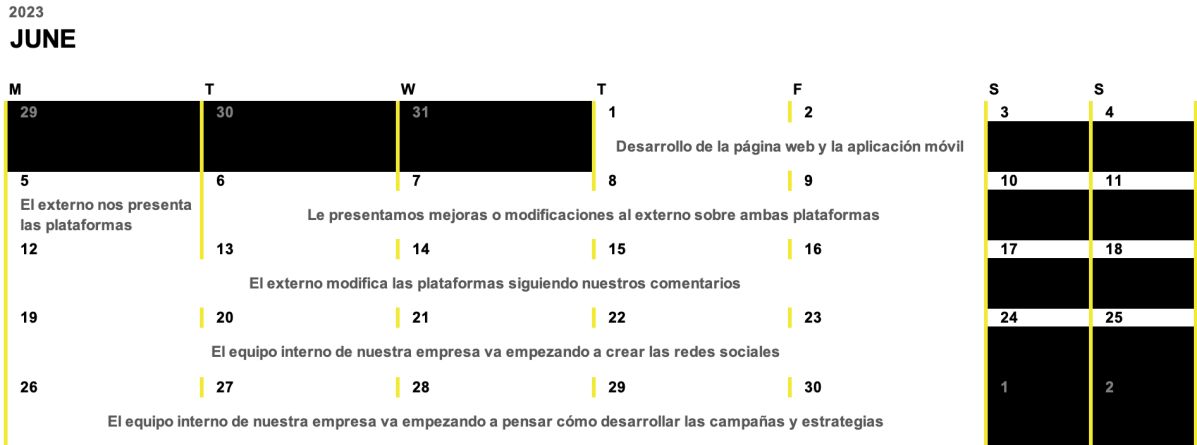 2023
JUNE
M T W T F S S
29 30 31 1 2 3 4
Desarrollo de la página web y la aplicación móvil
5 6 7 8 9 10 11
El externo nos presenta
las plataformas
Le presentamos mejoras o modificaciones al externo sobre ambas plataformas
12 13 14 15 16 17 18
El externo modifica las plataformas siguiendo nuestros comentarios
19 20 21 22 23 24 25
El equipo interno de nuestra empresa va empezando a crear las redes sociales
26 27 28 29 30 1 2
El equipo interno de nuestra empresa va empezando a pensar cómo desarrollar las campañas y estrategias